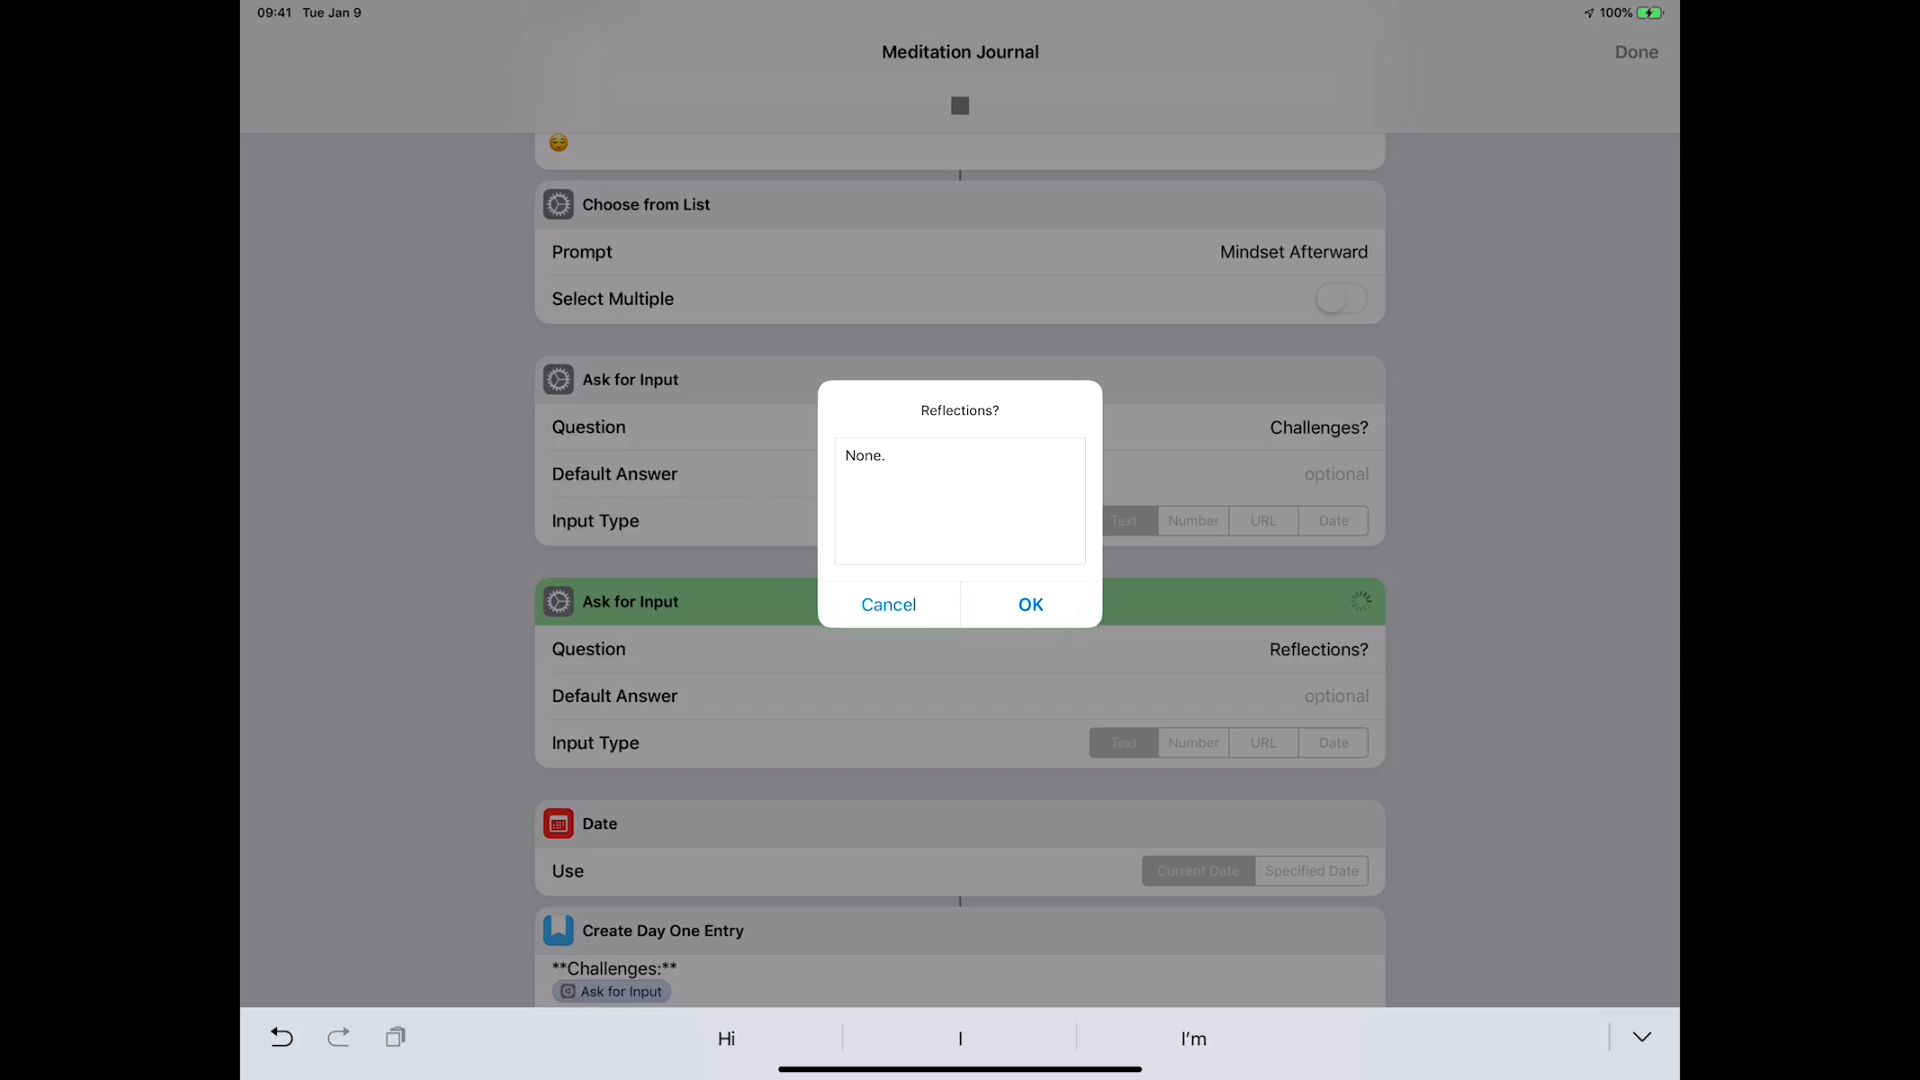 09:41 Tue Jan 9
100%
Meditation Journal
Done
Choose from List
Prompt
Mindset Afterward
Select Multiple
Ask for Input
Question
Challenges?
Default Answer
optional
Input Type
Text Number URL Date
Reflections?
None.
Cancel
OK
Ask for Input
Question
Reflections?
Default Answer
optional
Input Type
Text Number URL Date
Date
Use
Current Date Specified Date
Create Day One Entry
**Challenges:**
Ask for Input
Hi
I
I'm